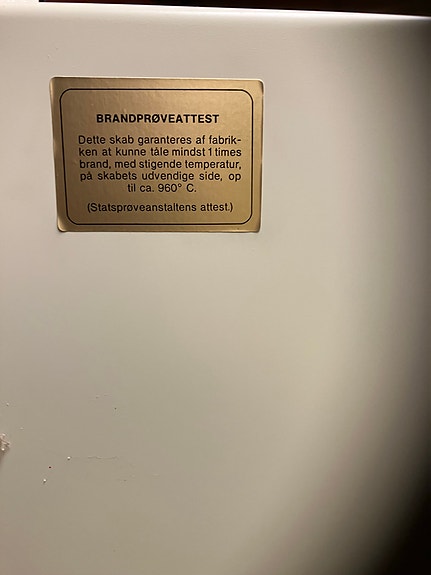 BRANDPRØVEATTEST
Dette skab garanteres af fabrik-
ken at kunne tåle mindst 1 times
brand, med stigende temperatur,
på skabets udvendige side, op
til ca. 960° C.
(Statsprøveanstaltens attest.)